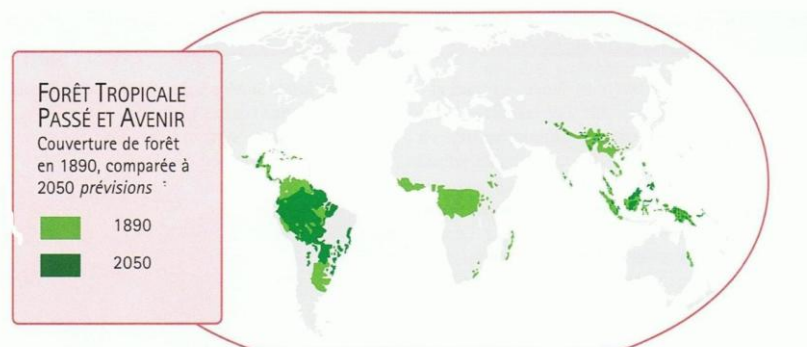 FORÊT TROPICALE
PASSÉ ET AVENIR
Couverture de forêt
en 1890, comparée à
2050 prévisions :
1890
2050